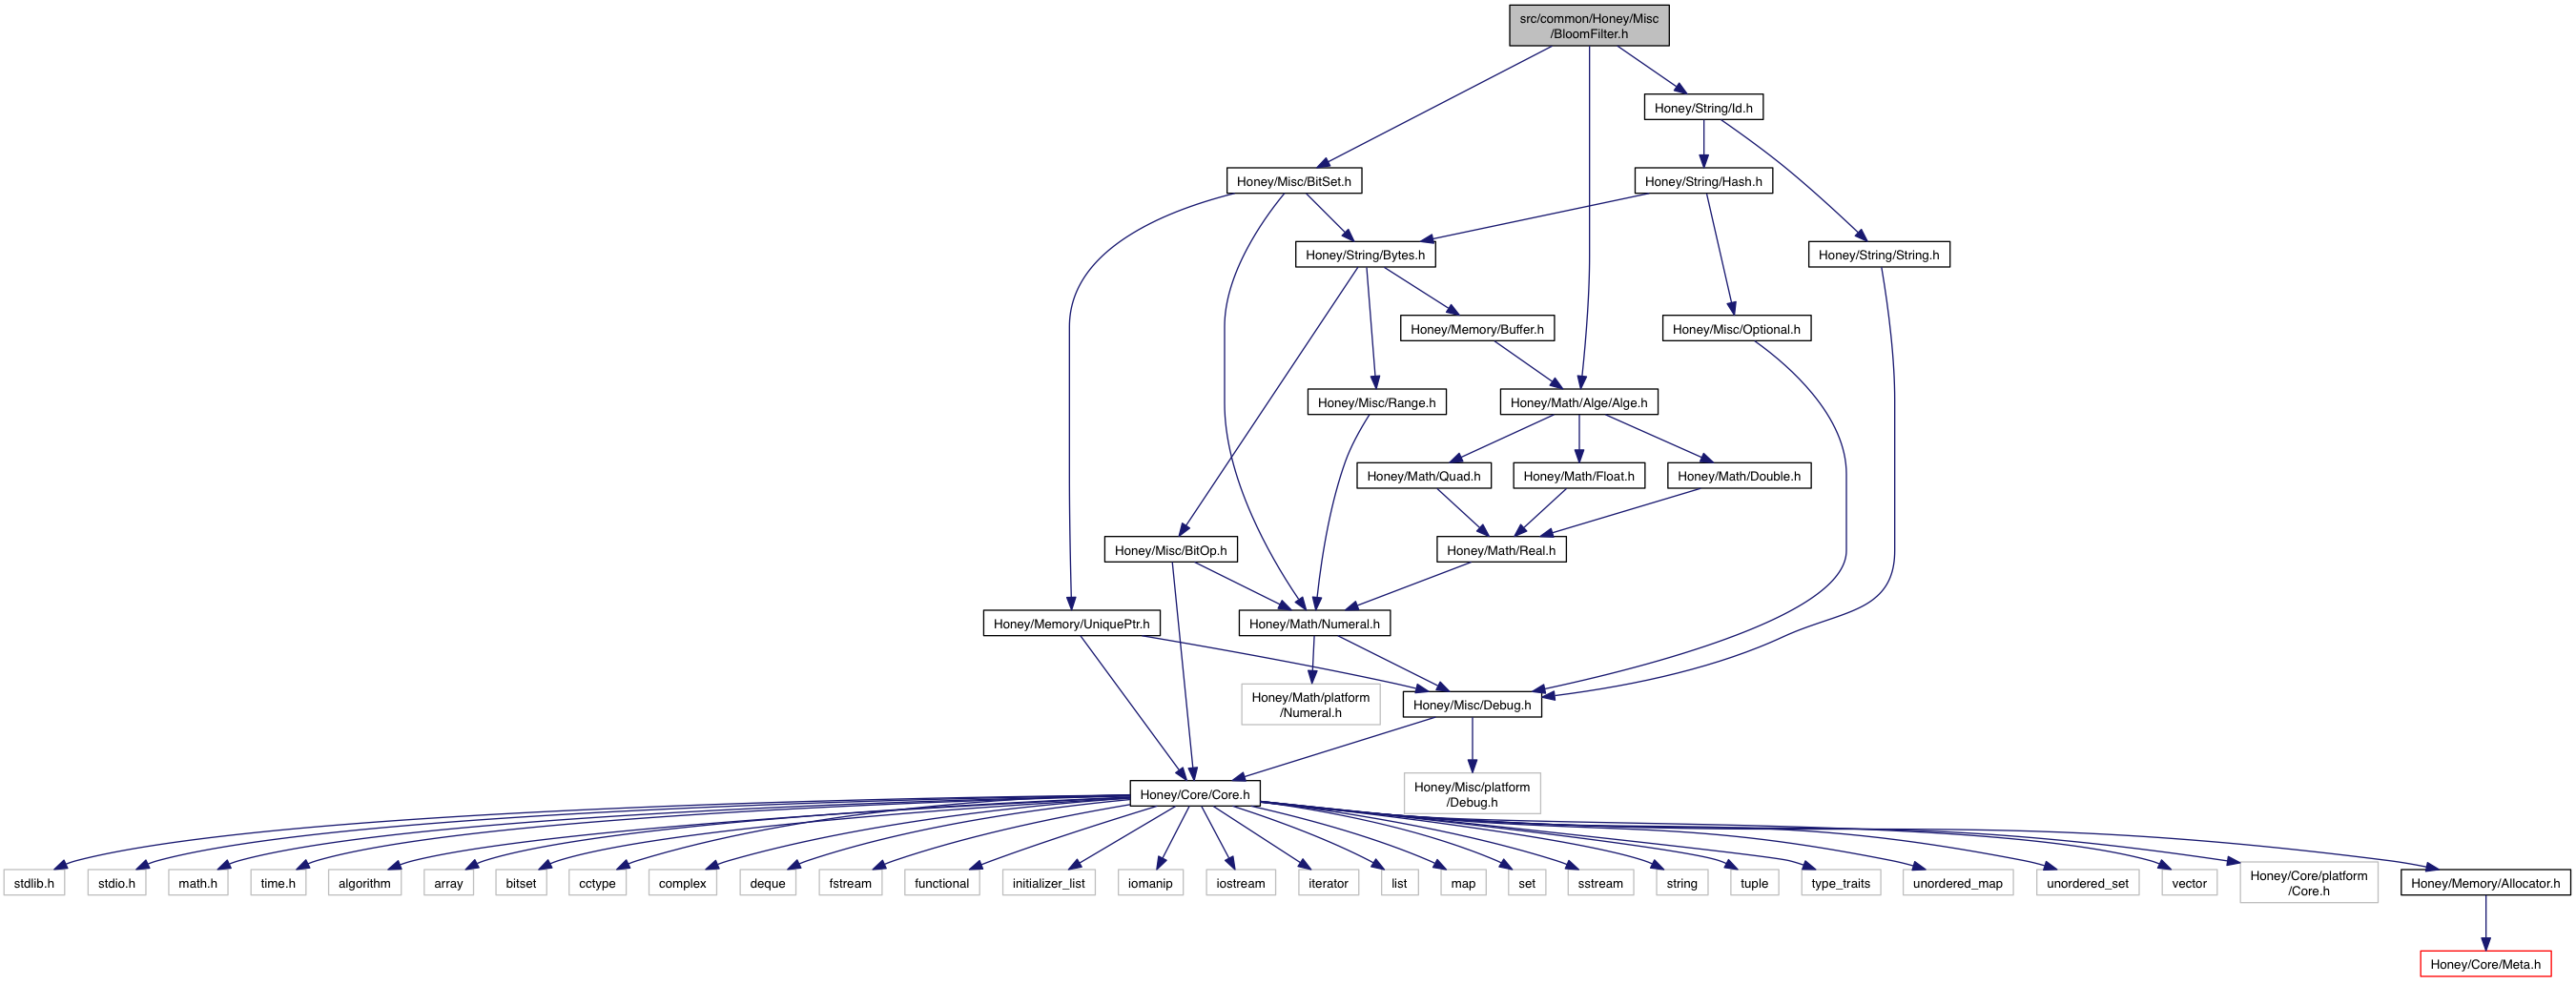 src/common/Honey/Misc
/BloomFilter.h
Honey/String/Id.h
Honey/Misc/BitSet.h
Honey/String/Hash.h
Honey/String/Bytes.h
Honey/String/String.h
Honey/Memory/Buffer.h
Honey/Misc/Optional.h
Honey/Misc/Range.h
Honey/Math/Alge/Alge.h
Honey/Math/Quad.h
Honey/Math/Float.h
Honey/Math/Double.h
Honey/Misc/BitOp.h
Honey/Math/Real.h
Honey/Memory/UniquePtr.h
Honey/Math/Numeral.h
Honey/Math/platform
/Numeral.h
Honey/Misc/Debug.h
Honey/Core/Core.h
Honey/Misc/platform
/Debug.h
stdlib.h
stdio.h
math.h
time.h
algorithm
array
bitset
cctype
complex
deque
fstream
functional
initializer_list
iomanip
iostream
iterator
list
map
set
sstream
string
tuple
type_traits
unordered_map
unordered_set
vector
Honey/Core/platform
/Core.h
Honey/Memory/Allocator.h
Honey/Core/Meta.h